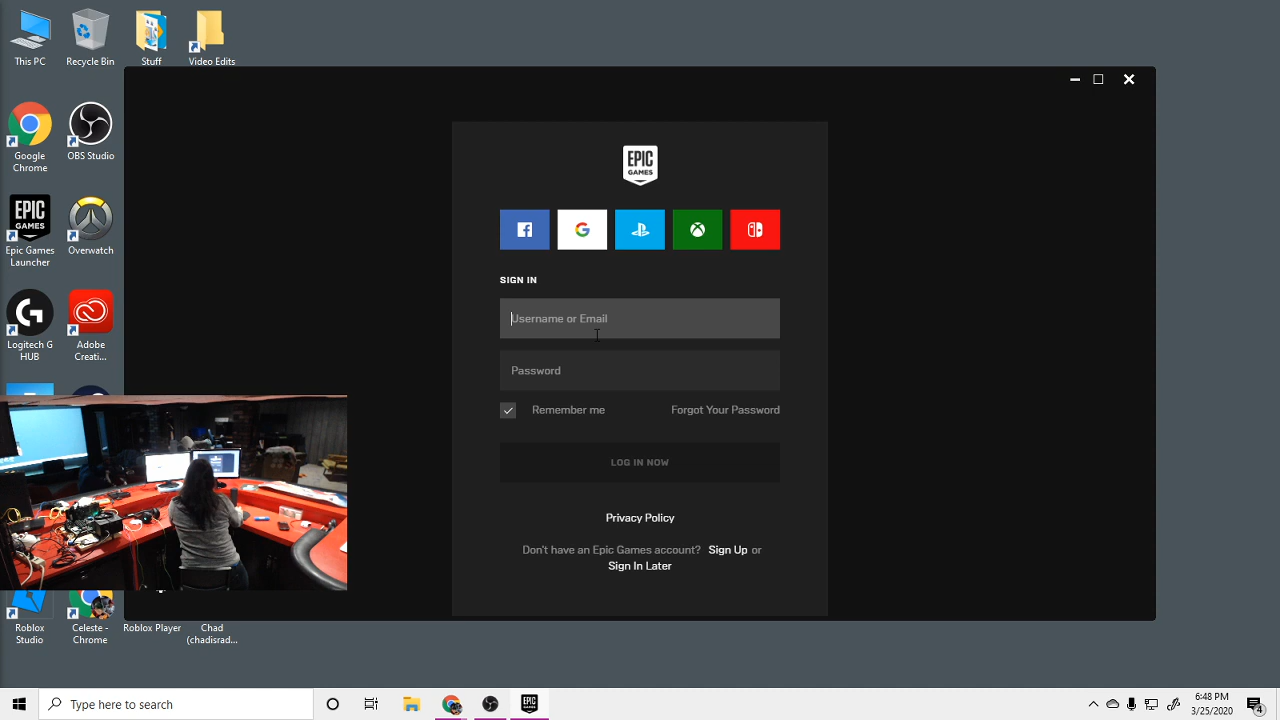 This PC
Recycle Bin
Stuff
Video Edits
Google
Chrome
OBS Studio
EPIC
GAMES
Epic Games
Launcher
Overwatch
Logitech G
HUB
Adobe
Creati...
EPIC
GAMES
SIGN IN
Username or Email
Password
Remember me
Forgot Your Password
LOG IN NOW
Privacy Policy
Don't have an Epic Games account? Sign Up or
Sign In Later
Roblox
Studio
Celeste -
Chrome
Roblox Player
Chad
(chadisrad...
Type here to search
6:48 PM
3/25/2020
4